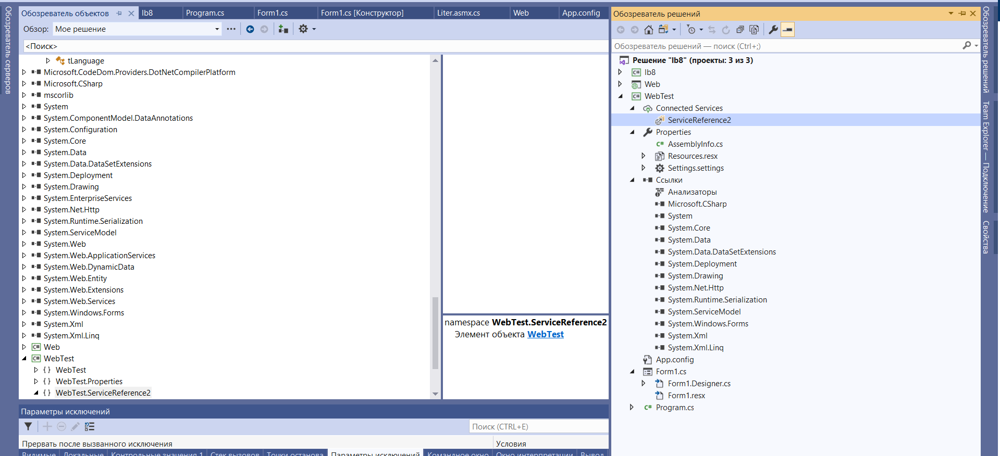 Обозреватель серверов
Обозреватель объектов
lb8
Program.cs
Form1.cs
Form1.cs [Конструктор]
Liter.asmx.cs
Web
App.config
Обзор:
Мое решение
<Поиск>
tLanguage
Microsoft.CodeDom.Providers.DotNetCompilerPlatform
Microsoft.CSharp
mscorlib
System
System.ComponentModel.DataAnnotations
System.Configuration
System.Core
System.Data
System.Data.DataSetExtensions
System.Deployment
System.Drawing
System.EnterpriseServices
System.Net.Http
System.Runtime.Serialization
System.ServiceModel
System.Web
System.Web.ApplicationServices
System.Web.DynamicData
System.Web.Entity
System.Web.Extensions
System.Web.Services
System.Windows.Forms
System.Xml
System.Xml.Linq
Web
WebTest
WebTest
WebTest.Properties
WebTest.ServiceReference2
namespace WebTest.ServiceReference2
Элемент объекта WebTest
Параметры исключений
Поиск (CTRL+E)
Прервать после вызванного исключения
Условия
Видимые
Локальные
Контрольные значения 1
Стек вызовов
Точки останова
Параметры исключений
Командное окно
Окно интерпретации
Вывод
Обозреватель решений
Обозреватель решений — поиск (Ctrl+;)
Решение "lb8" (проекты: 3 из 3)
lb8
Web
WebTest
Connected Services
ServiceReference2
Properties
AssemblyInfo.cs
Resources.resx
Settings.settings
Ссылки
Анализаторы
Microsoft.CSharp
System
System.Core
System.Data
System.Data.DataSetExtensions
System.Deployment
System.Drawing
System.Net.Http
System.Runtime.Serialization
System.ServiceModel
System.Windows.Forms
System.Xml
System.Xml.Linq
App.config
Form1.cs
Form1.Designer.cs
Form1.resx
Program.cs
Обозреватель решений
Team Explorer — Подключение
Свойства